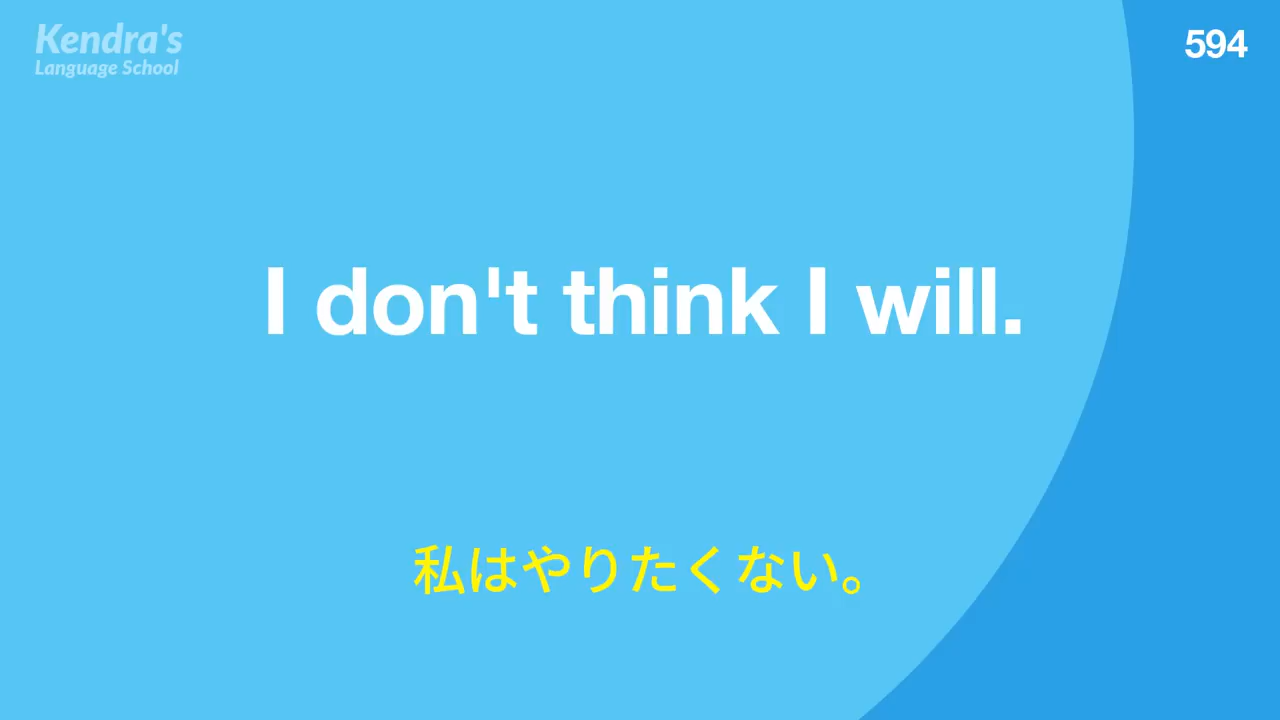 Kendra's
Language School
594
I don't think I will.
私はやりたくない。